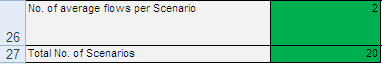 No. of average flows per Scenario 2
26
27 Total No. of Scenarios 20